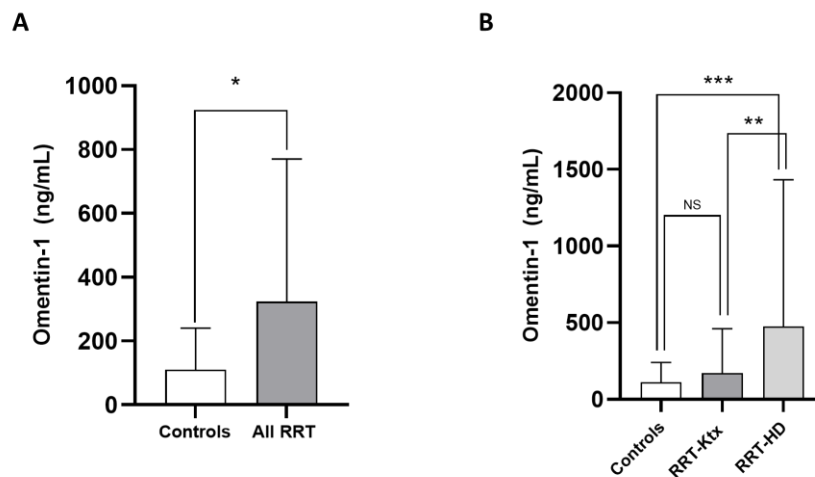 A
Omentin-1 (ng/mL)
1000
800
600
400
200
0
*
Controls
All RRT
B
Omentin-1 (ng/mL)
2000
1500
1000
500
0
***
**
NS
Controls
RRT-Ktx
RRT-HD